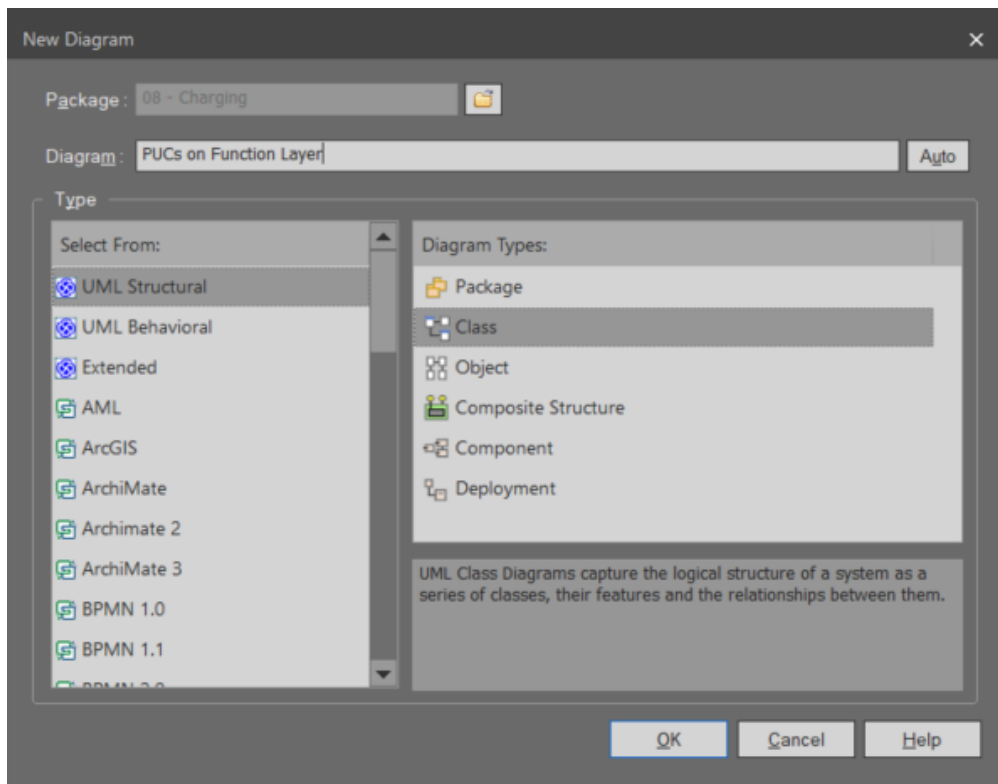 New Diagram
Package : 08 - Charging
Diagram : PUCs on Function Layer Auto
Type
Select From:
UML Structural
UML Behavioral
Extended
AML
ArcGIS
ArchiMate
Archimate 2
ArchiMate 3
BPMN 1.0
BPMN 1.1
BPMN 2.0
Diagram Types:
Package
Class
Object
Composite Structure
Component
Deployment
UML Class Diagrams capture the logical structure of a system as a
series of classes, their features and the relationships between them.
OK Cancel Help